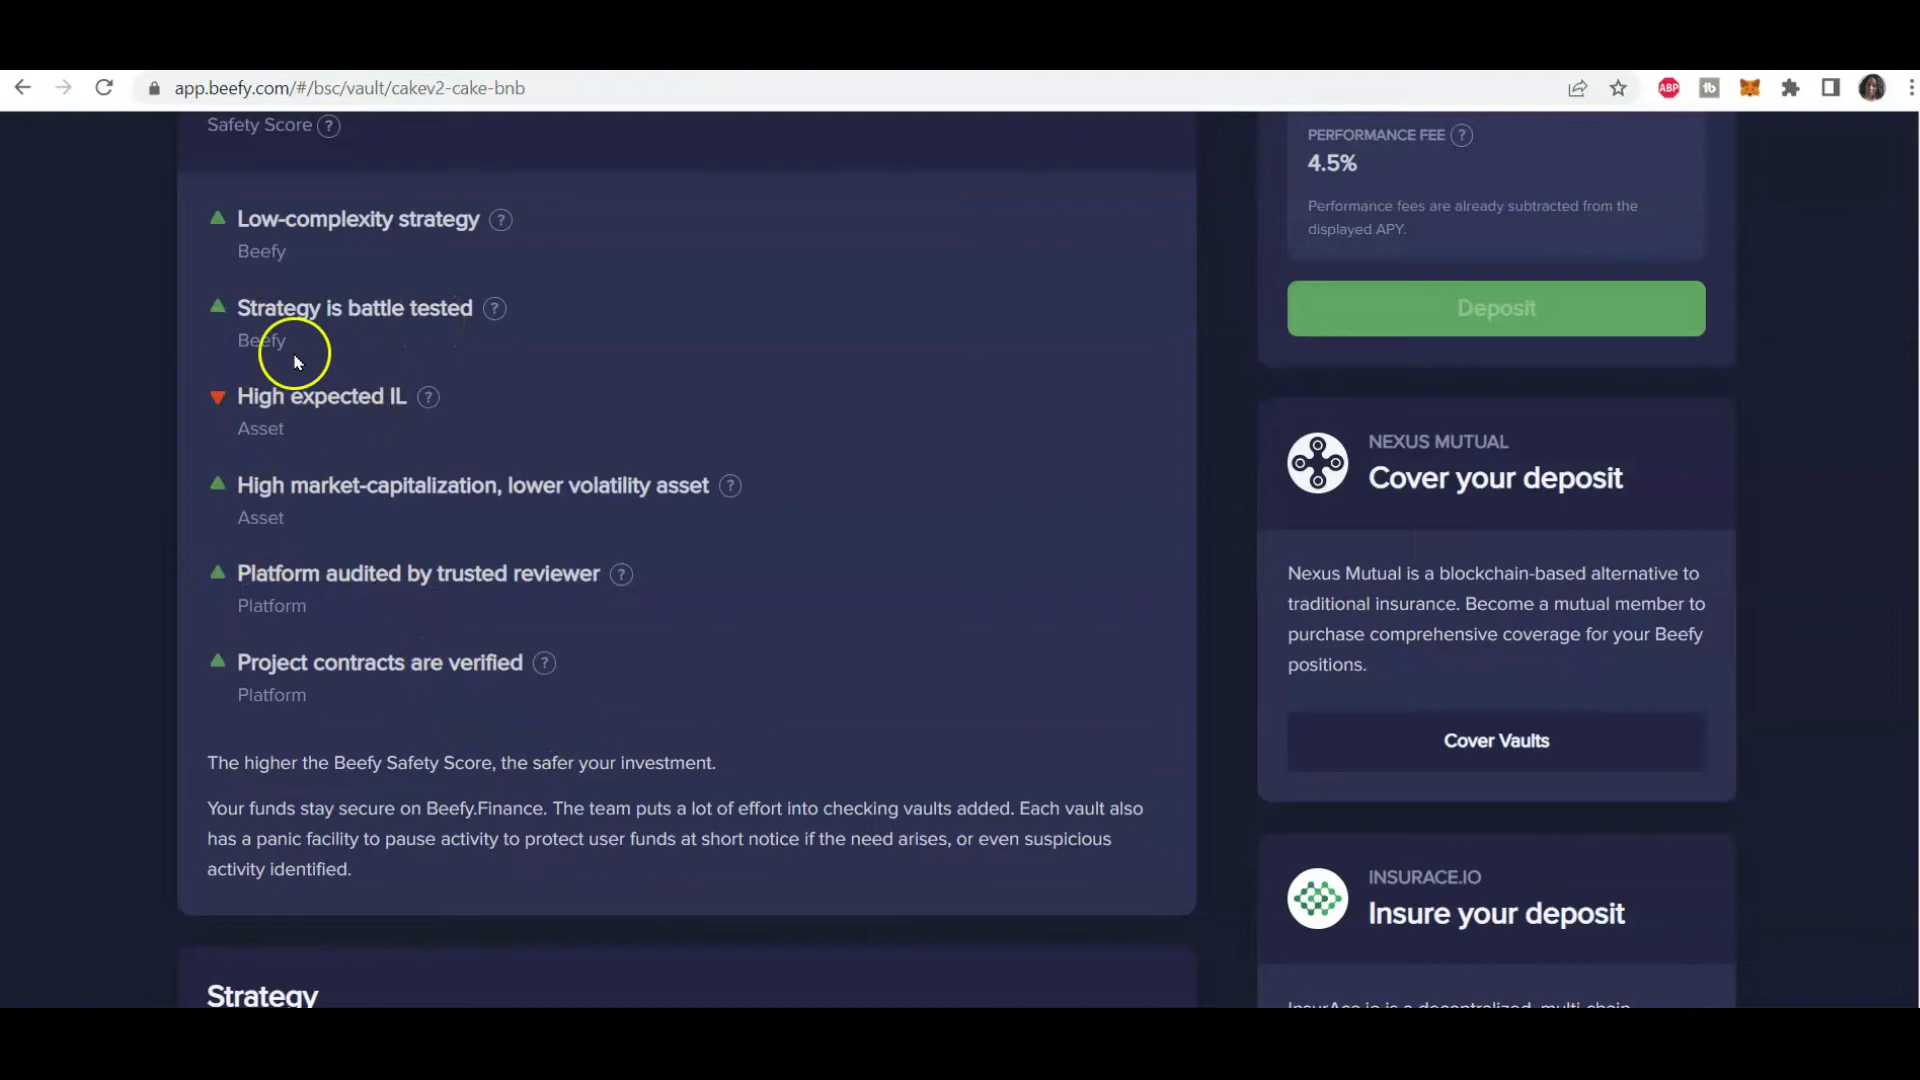 app.beefy.com/#/bsc/vault/cakev2-cake-bnb
ABP
Safety Score ?
Low-complexity strategy ?
Beefy
Strategy is battle tested ?
Beefy
High expected IL ?
Asset
High market-capitalization, lower volatility asset ?
Asset
Platform audited by trusted reviewer ?
Platform
Project contracts are verified ?
Platform
The higher the Beefy Safety Score, the safer your investment.
Your funds stay secure on Beefy.Finance. The team puts a lot of effort into checking vaults added. Each vault also
has a panic facility to pause activity to protect user funds at short notice if the need arises, or even suspicious
activity identified.
Strategy
PERFORMANCE FEE ?
4.5%
Performance fees are already subtracted from the
displayed APY.
Deposit
NEXUS MUTUAL
Cover your deposit
Nexus Mutual is a blockchain-based alternative to
traditional insurance. Become a mutual member to
purchase comprehensive coverage for your Beefy
positions.
Cover Vaults
INSURACE.IO
Insure your deposit
InsurAce.io is a decentralized, multi-chain